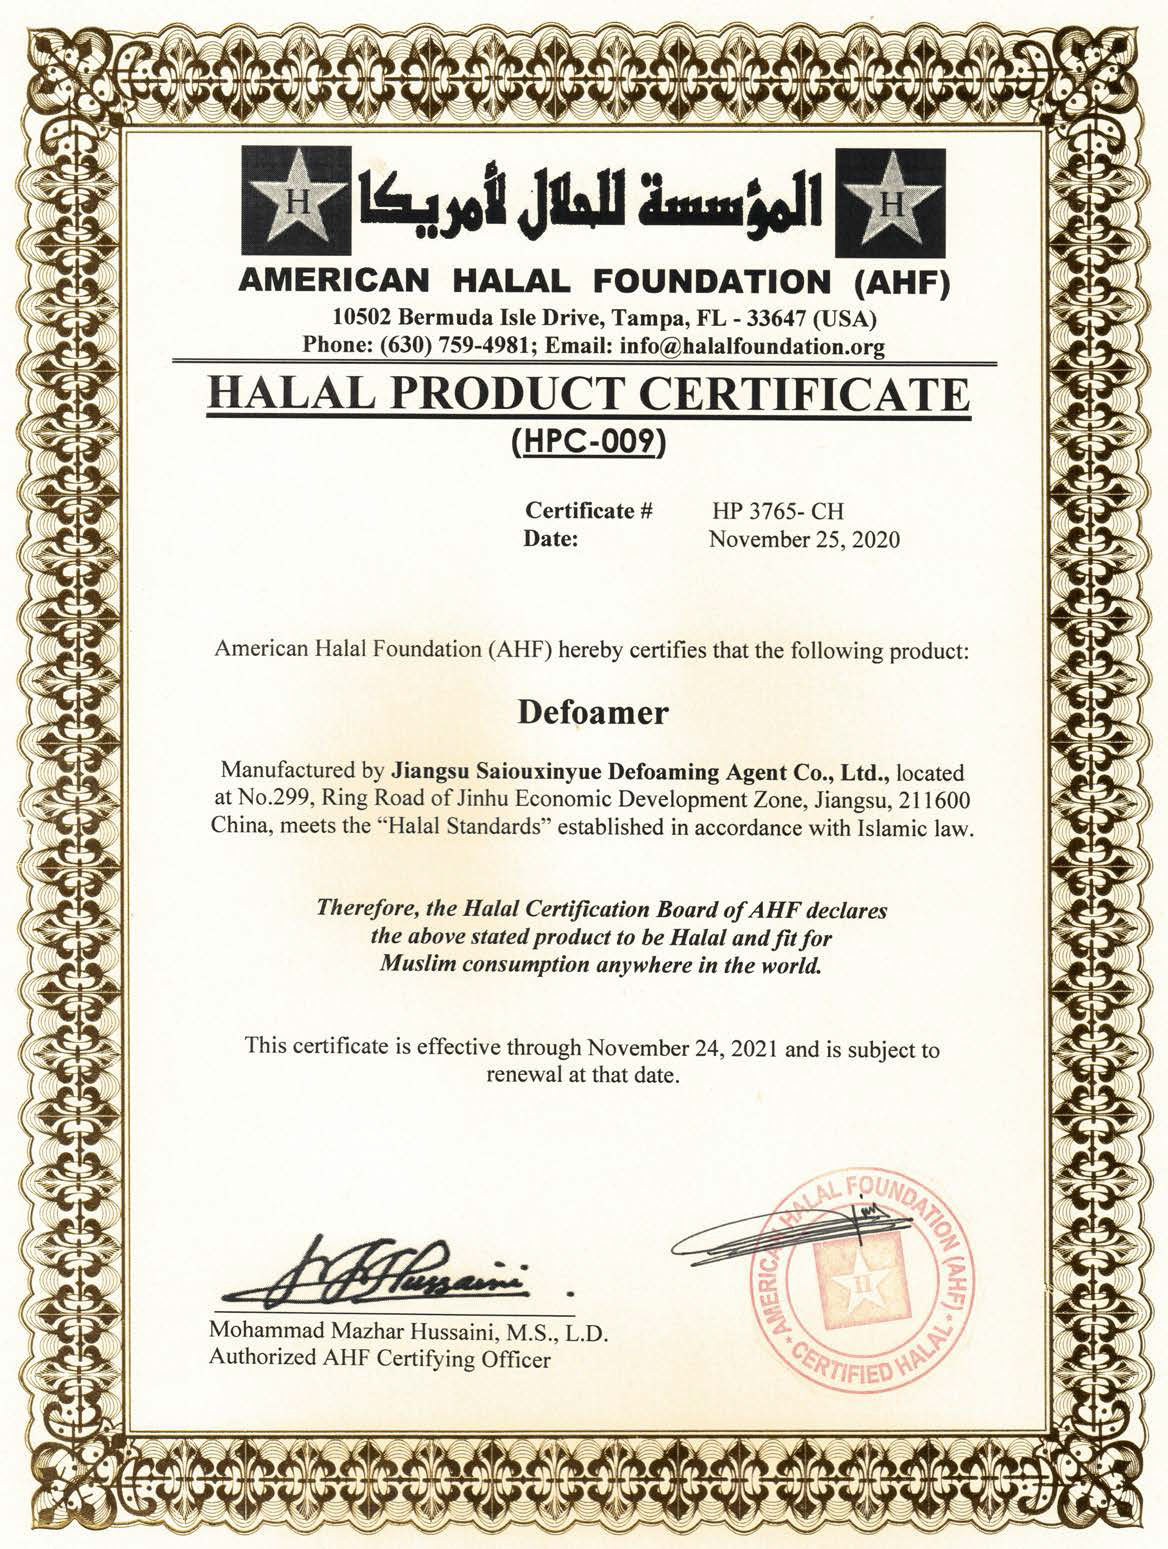 H
المؤسسة للحلال لأمريكا
H
AMERICAN HALAL FOUNDATION (AHF)
10502 Bermuda Isle Drive, Tampa, FL - 33647 (USA)
Phone: (630) 759-4981; Email: info@halalfoundation.org
HALAL PRODUCT CERTIFICATE
(HPC-009)
Certificate # HP 3765- CH
Date: November 25, 2020
American Halal Foundation (AHF) hereby certifies that the following product:
Defoamer
Manufactured by Jiangsu Saiouxinyue Defoaming Agent Co., Ltd., located
at No.299, Ring Road of Jinhu Economic Development Zone, Jiangsu, 211600
China, meets the “Halal Standards” established in accordance with Islamic law.
Therefore, the Halal Certification Board of AHF declares
the above stated product to be Halal and fit for
Muslim consumption anywhere in the world.
This certificate is effective through November 24, 2021 and is subject to
renewal at that date.
Hussaini
Mohammad Mazhar Hussaini, M.S., L.D.
Authorized AHF Certifying Officer
AMERICAN HALAL FOUNDATION (AHF)
H
* CERTIFIED HALAL *